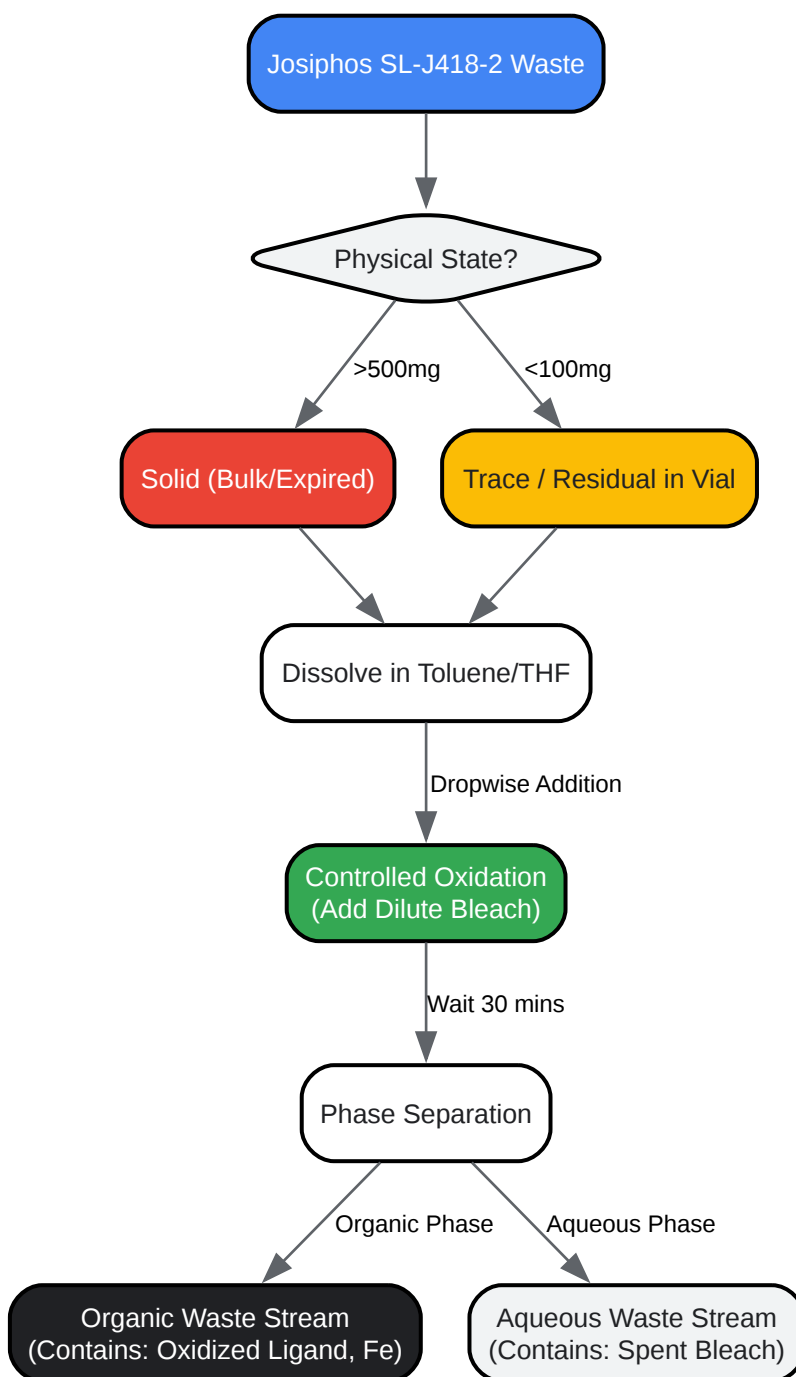 Josiphos SL-J418-2 Waste
Physical State?
>500mg
<100mg
Solid (Bulk/Expired)
Trace / Residual in Vial
Dissolve in Toluene/THF
Dropwise Addition
Controlled Oxidation
(Add Dilute Bleach)
Wait 30 mins
Phase Separation
Organic Phase
Aqueous Phase
Organic Waste Stream
(Contains: Oxidized Ligand, Fe)
Aqueous Waste Stream
(Contains: Spent Bleach)